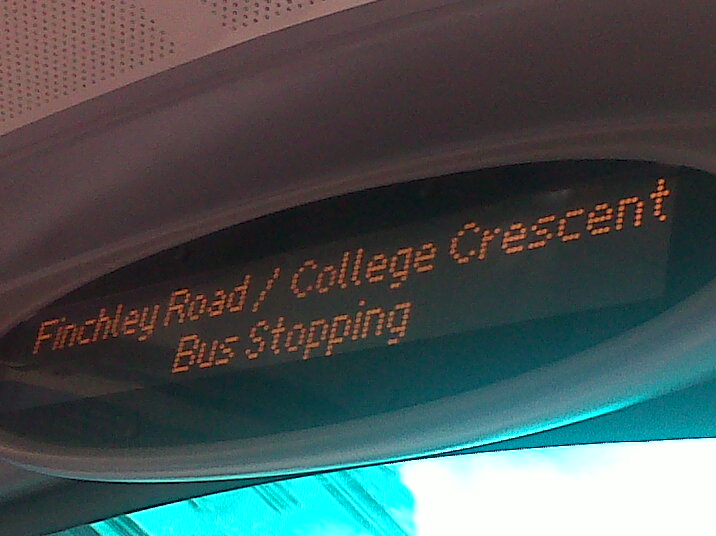 Finchley Road / College Crescent
Bus Stopping